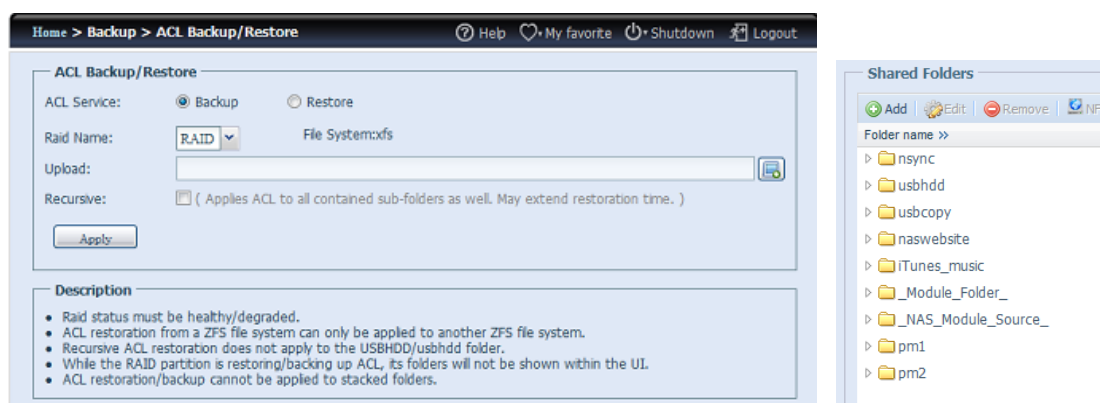 Home > Backup > ACL Backup/Restore
Help My favorite Shutdown Logout
ACL Backup/Restore
ACL Service: Backup Restore
Raid Name: RAID File System:xfs
Upload:
Recursive: ( Applies ACL to all contained sub-folders as well. May extend restoration time. )
Apply
Description
• Raid status must be healthy/degraded.
• ACL restoration from a ZFS file system can only be applied to another ZFS file system.
• Recursive ACL restoration does not apply to the USBHDD/usbhdd folder.
• While the RAID partition is restoring/backing up ACL, its folders will not be shown within the UI.
• ACL restoration/backup cannot be applied to stacked folders.
Shared Folders
Add Edit Remove
Folder name »
nsync
usbhdd
usbcopy
naswebsite
iTunes_music
_Module_Folder_
_NAS_Module_Source_
pm1
pm2